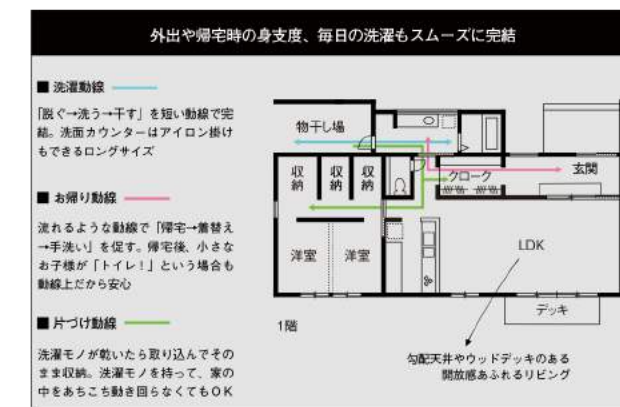 外出や帰宅時の身支度、毎日の洗濯もスムーズに完結
■ 洗濯動線
「脱ぐ→洗う→干す」を短い動線で完
結。洗面カウンターはアイロン掛け
もできるロングサイズ
■ お帰り動線
流れるような動線で「帰宅→着替え
→手洗い」を促す。帰宅後、小さな
お子様が「トイレ！」という場合も
動線上だから安心
■ 片づけ動線
洗濯モノが乾いたら取り込んでその
まま収納。洗濯モノを持って、家の
中をあちこち動き回らなくてもOK
物干し場
収納
収納
収納
クローク
玄関
洋室
洋室
LDK
デッキ
1階
勾配天井やウッドデッキのある
開放感あふれるリビング